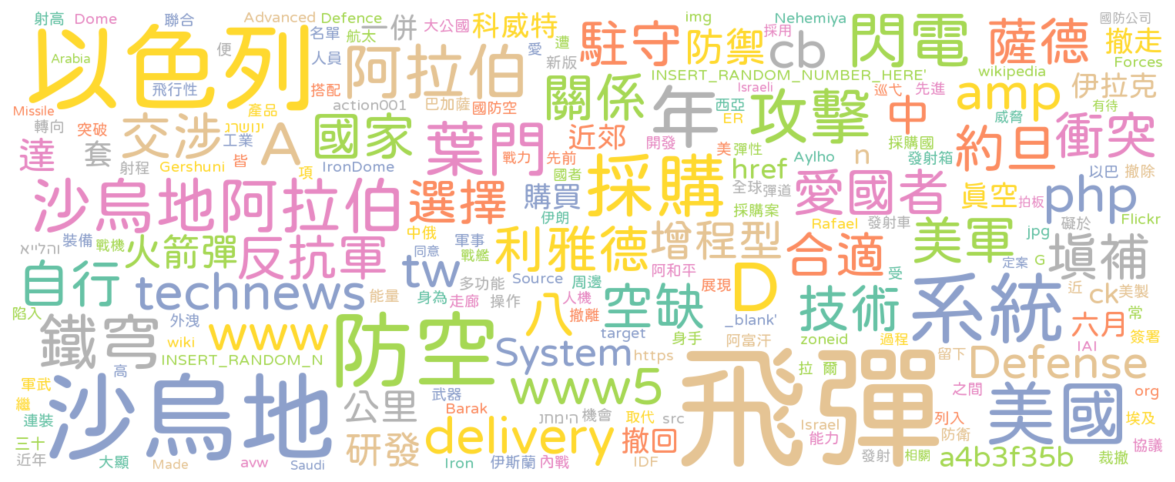 射高 Dome 聯合 Advanced Defence 名單 一併 大公國 科威特 img Nehemiya 採用 閃電 薩德 國防公司
以色列 便 航太 人員 愛 遭 駐守 防禦 cb 撤走
Arabia 阿拉伯 新版 INSERT_RANDOM_NUMBER_HERE' wikipedia Forces
飛行性 搭配 關係 年 Israeli 巡弋 先進 伊拉克
Missile 產品 action001 巴加薩 國防空 西亞 ER 攻擊 amp 有待
轉向 突破 交涉 ינושרג 工業 A 國家 葉門 近郊 開發 中 威脅 約旦 衝突
達 套 皆 射程 Gershuni 項 IronDome 戰力 先前 國者 美 彈性 Aylho 採購國 發射箱 以巴 撤除
沙烏地阿拉伯 選擇 購買 採購 href n 全球 彈道 愛國者 真空 拍板 php
伊朗 採購案 Rafael 發射車 礙於 Flickr
והלייא 裝備 戰機 火箭彈 反抗軍 中俄 同意 軍事 戰艦 利雅德 增程型 合適 美軍 jpg 填補
自行 能量 tw 多功能 Source 周邊 阿和平 展現 受 定案 G
technews 身為 走廊 操作 人機 撤離 空缺 D 技術 系統 近 ck 美製
陷入 外洩 www 八 _blank' 身手 常
鐵穹 wiki 防空 System target 阿富汗 zoneid 過程 六月 簽署
INSERT_RANDOM_N https 飛彈 拉 爾 留下 IAI
高 www5 Defense 協議
軍武 繼 沙烏地 公里 武器 Barak חתמיה 機會 src 之間 org
連裝 取代 Israel 列入 美國 埃及
三十 近年 研發 delivery 撤回 能力 防衛
大顯 Made avw Saudi Iron 伊斯蘭 內戰 IDF 發射 相關 a4b3f35b 裁撤